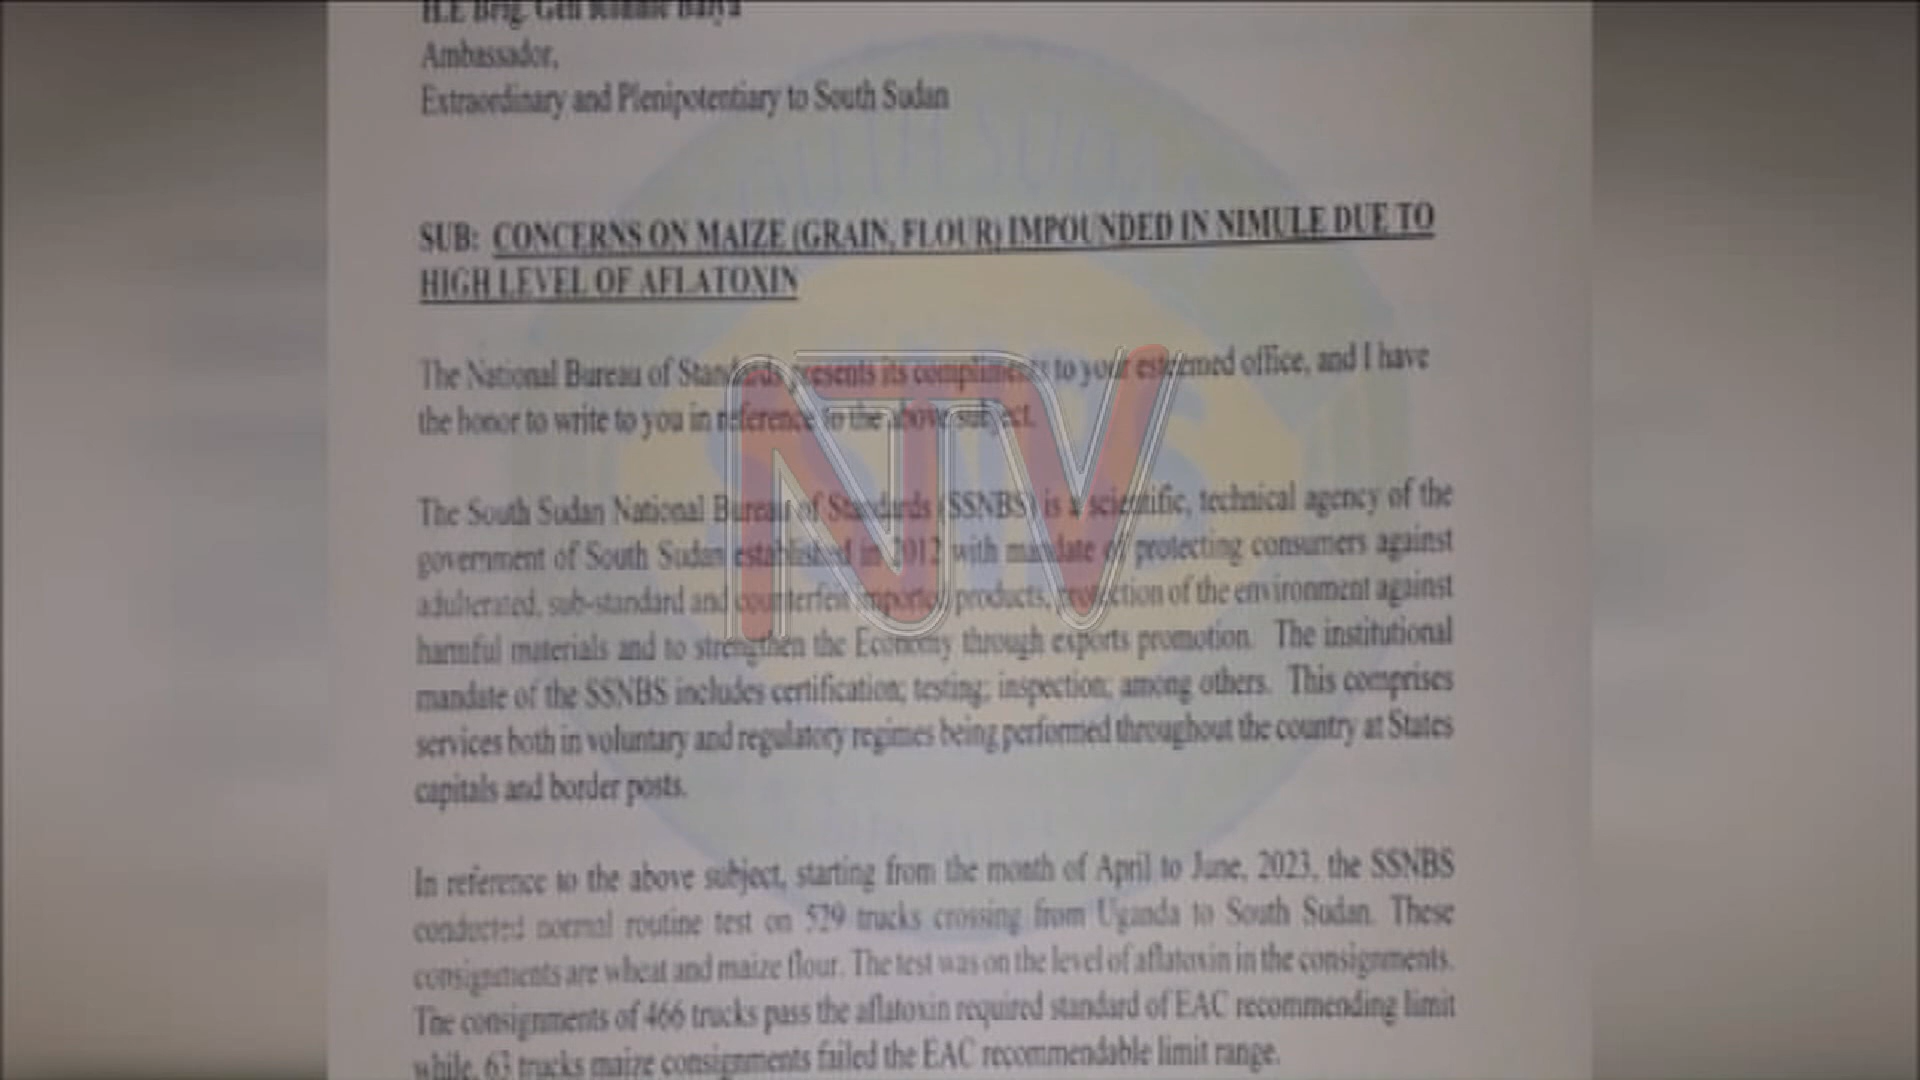 H.E Brig. Gen Ronnie Balya
Ambassador,
Extraordinary and Plenipotentiary to South Sudan
SUB: CONCERNS ON MAIZE (GRAIN, FLOUR) IMPOUNDED IN NIMULE DUE TO
HIGH LEVEL OF AFLATOXIN
The National Bureau of Standards presents its compliments to your esteemed office, and I have
the honor to write to you in reference to the above subject.
NTV
The South Sudan National Bureau of Standards (SSNBS) is a scientific, technical agency of the
government of South Sudan established in 2012 with mandate of protecting consumers against
adulterated, sub-standard and counterfeit imported products, protection of the environment against
harmful materials and to strengthen the Economy through exports promotion. The institutional
mandate of the SSNBS includes certification; testing; inspection; among others. This comprises
services both in voluntary and regulatory regimes being performed throughout the country at States
capitals and border posts.
In reference to the above subject, starting from the month of April to June, 2023, the SSNBS
conducted normal routine test on 529 trucks crossing from Uganda to South Sudan. These
consignments are wheat and maize flour. The test was on the level of aflatoxin in the consignments.
The consignments of 466 trucks pass the aflatoxin required standard of EAC recommending limit
while, 63 trucks maize consignments failed the EAC recommendable limit range.